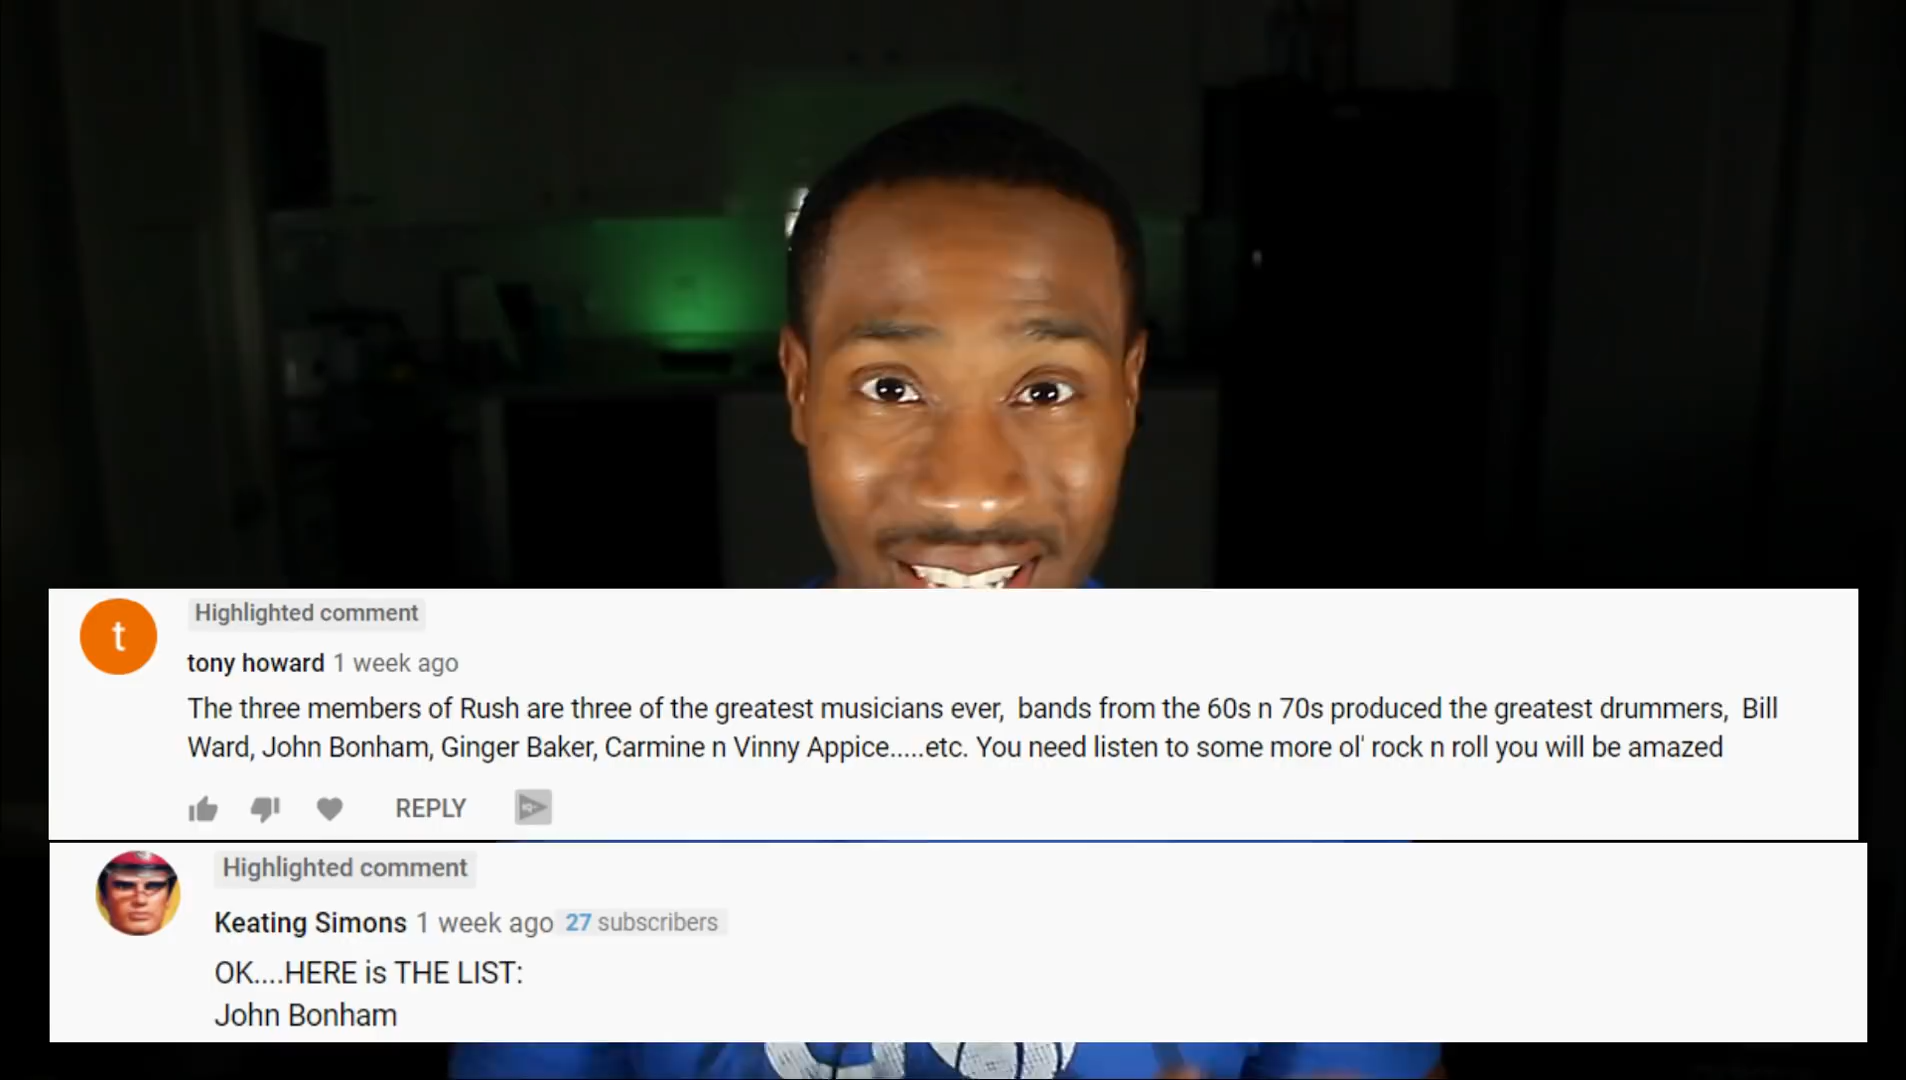 t
Highlighted comment
tony howard 1 week ago
The three members of Rush are three of the greatest musicians ever,  bands from the 60s n 70s produced the greatest drummers,  Bill
Ward, John Bonham, Ginger Baker, Carmine n Vinny Appice.....etc. You need listen to some more ol' rock n roll you will be amazed
REPLY
Highlighted comment
Keating Simons 1 week ago 27 subscribers
OK....HERE is THE LIST:
John Bonham